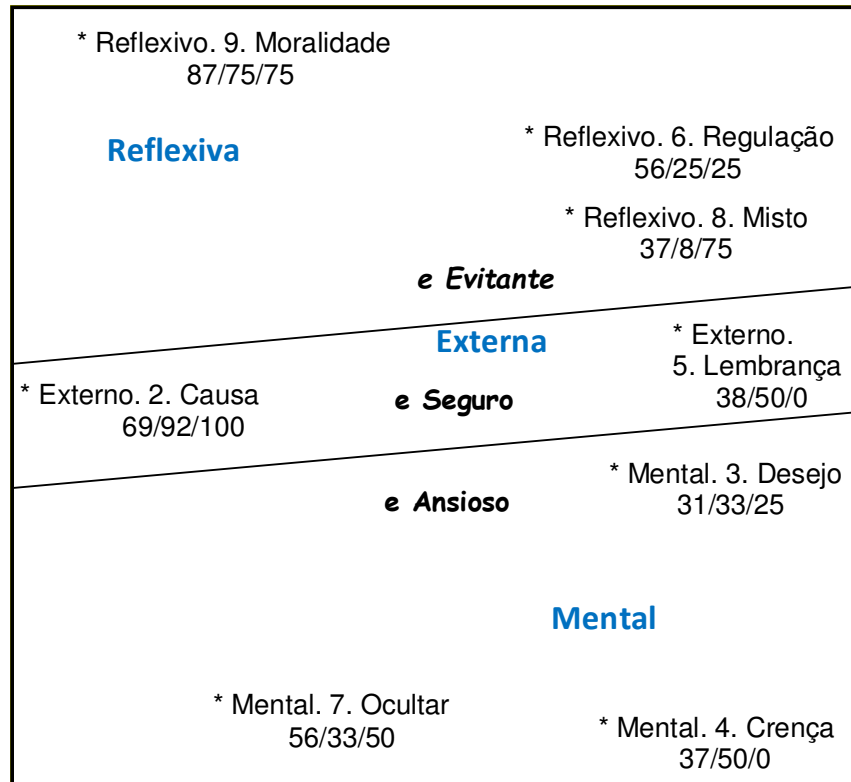 * Reflexivo. 9. Moralidade
87/75/75
Reflexiva
* Reflexivo. 6. Regulação
56/25/25
* Reflexivo. 8. Misto
37/8/75
e Evitante
Externa
* Externo.
5. Lembrança
38/50/0
* Externo. 2. Causa
69/92/100
e Seguro
* Mental. 3. Desejo
31/33/25
e Ansioso
Mental
* Mental. 7. Ocultar
56/33/50
* Mental. 4. Crença
37/50/0